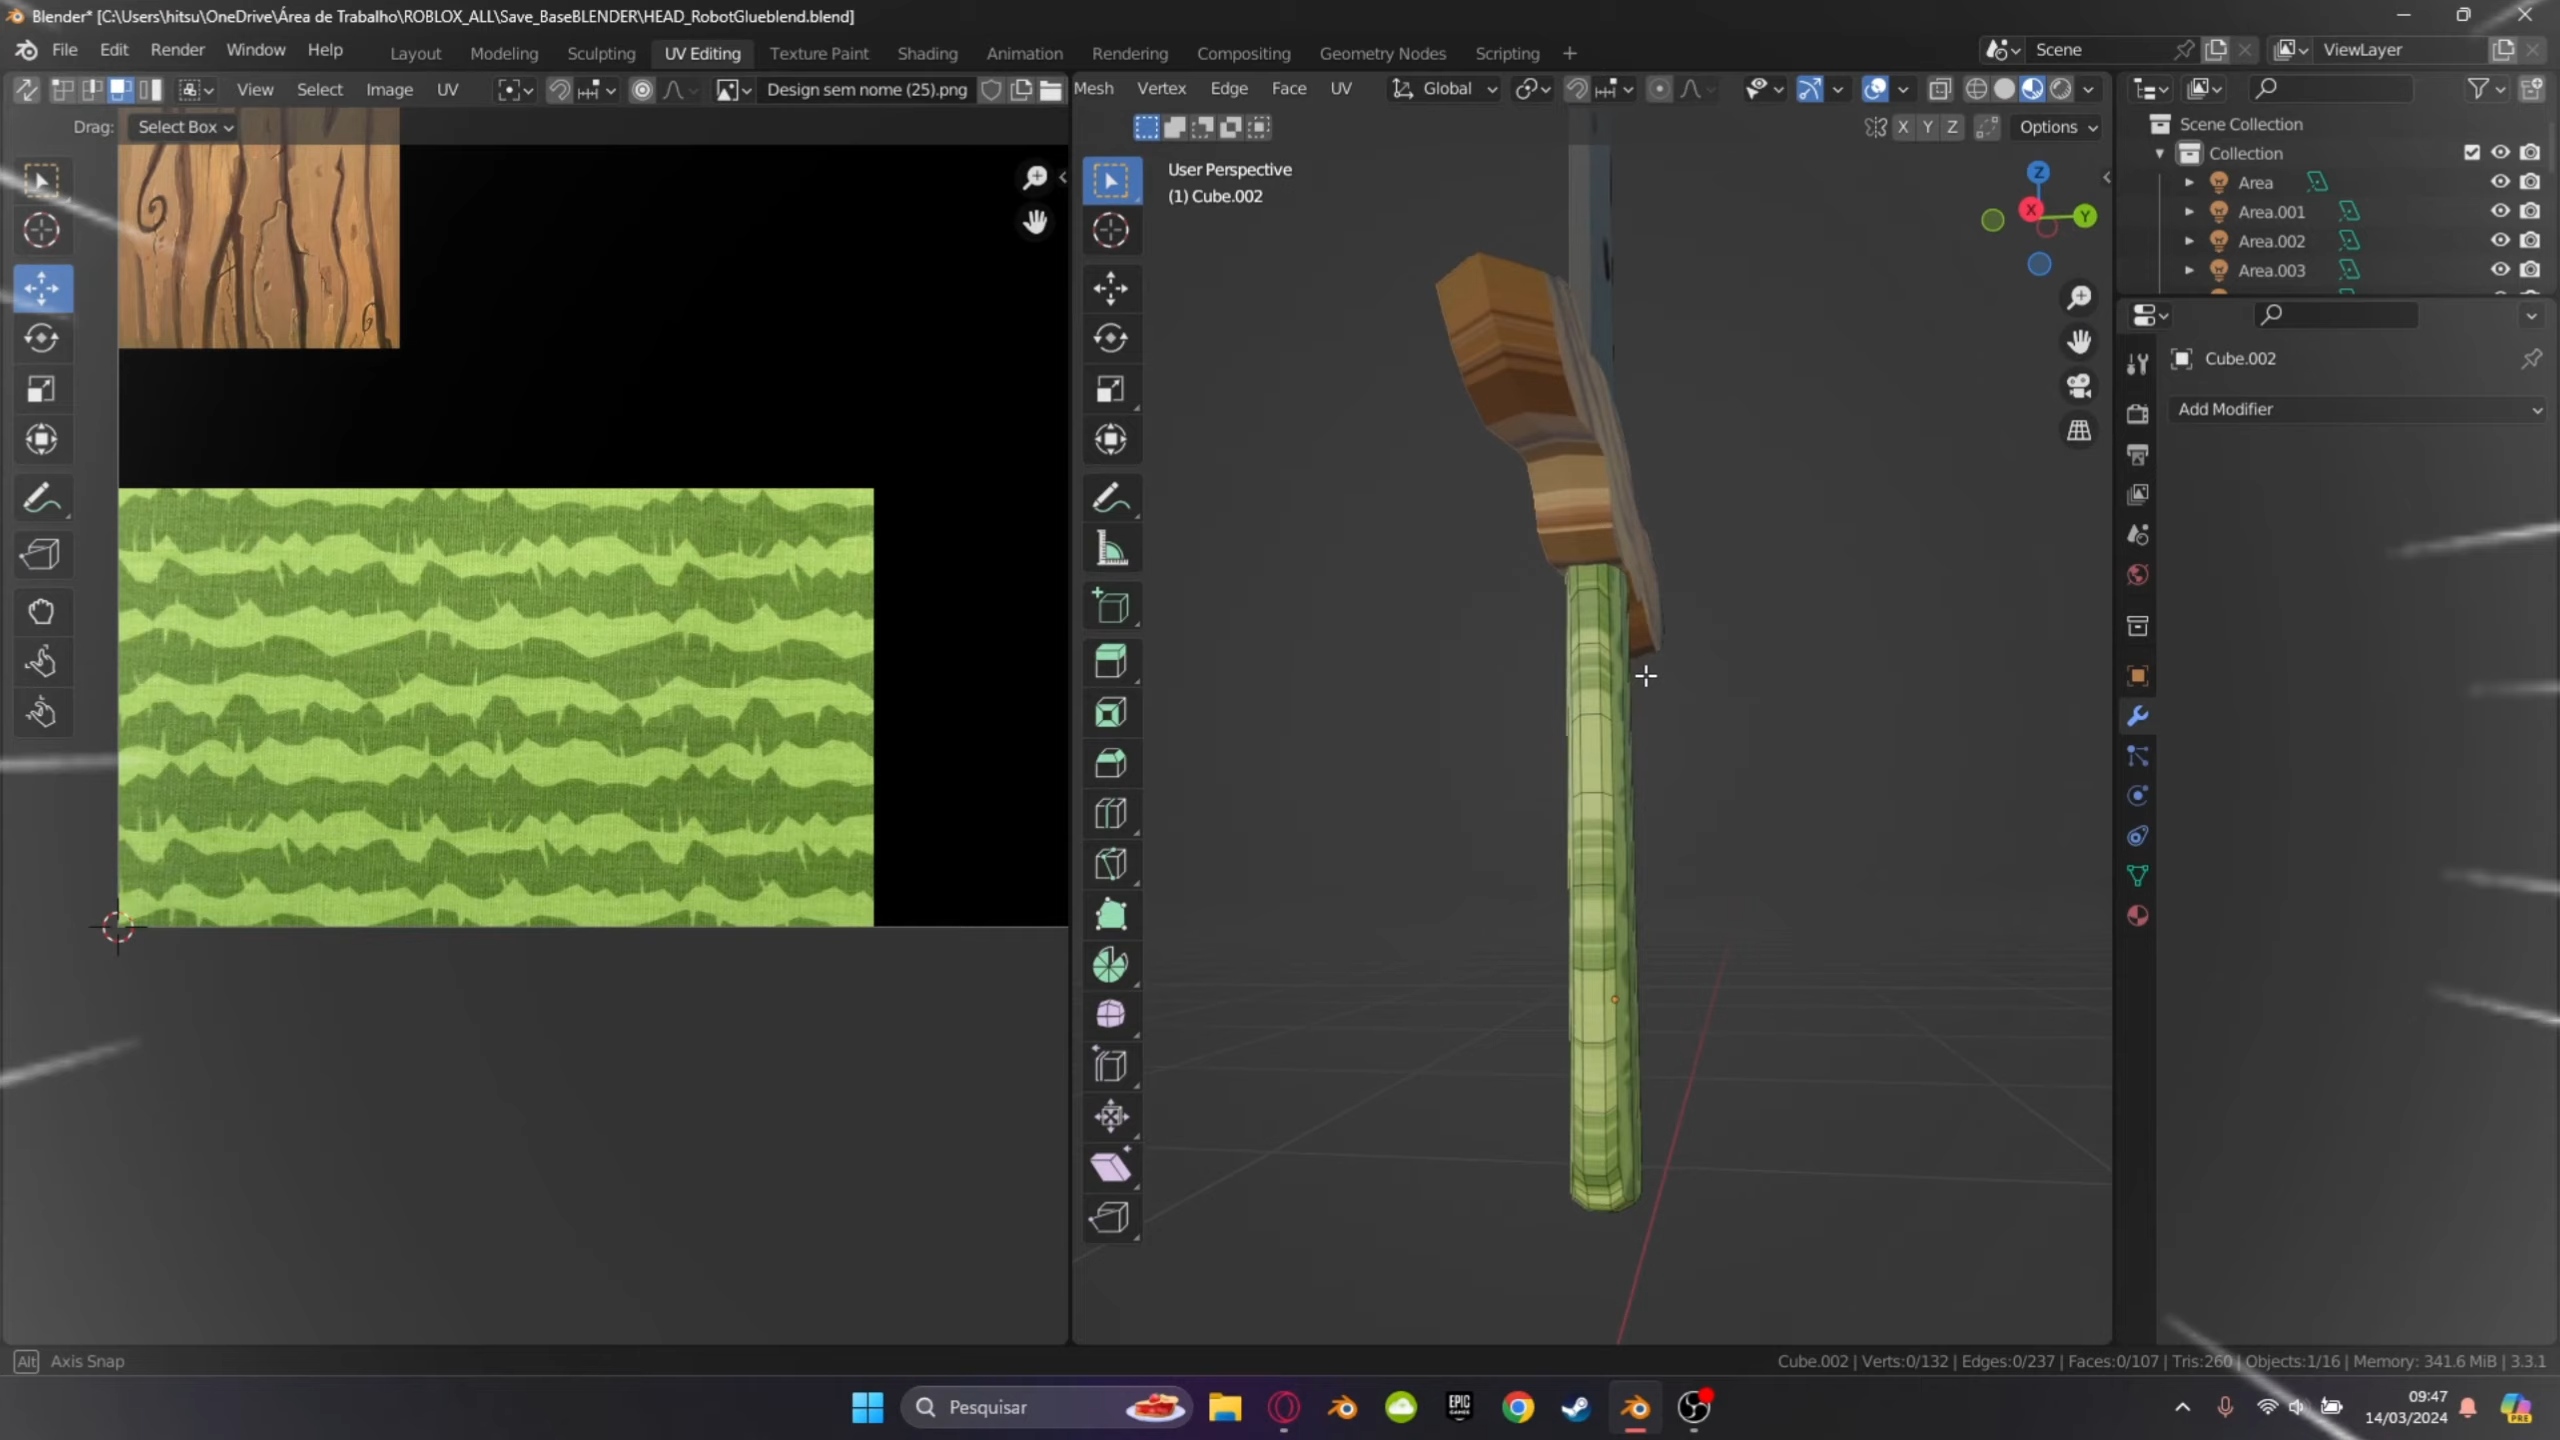 Blender* [C:\Users\hitsu\OneDrive\Área de Trabalho\ROBLOX_ALL\Save_BaseBLENDER\HEAD_RobotGlueblend.blend]
File Edit Render Window Help Layout Modeling Sculpting UV Editing Texture Paint Shading Animation Rendering Compositing Geometry Nodes Scripting + Scene ViewLayer
View Select Image UV Design sem nome (25).png Mesh Vertex Edge Face UV Global
Drag: Select Box X Y Z Options
Scene Collection
Collection
Area
Area.001
Area.002
Area.003
User Perspective
(1) Cube.002
Z
X
Y
Cube.002
Add Modifier
Alt Axis Snap
Cube.002 | Verts:0/132 | Edges:0/237 | Faces:0/107 | Tris:260 | Objects:1/16 | Memory: 341.6 MiB | 3.3.1
Pesquisar
EPIC GAMES
09:47
14/03/2024
PRE